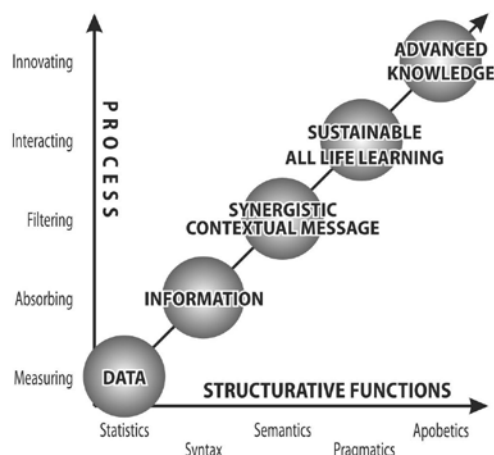 Innovating
ADVANCED
KNOWLEDGE
PROCESS
Interacting
SUSTAINABLE
ALL LIFE LEARNING
Filtering
SYNERGISTIC
CONTEXTUAL MESSAGE
Absorbing
INFORMATION
Measuring
DATA
STRUCTURATIVE FUNCTIONS
Statistics
Semantics
Apobetics
Syntax
Pragmatics